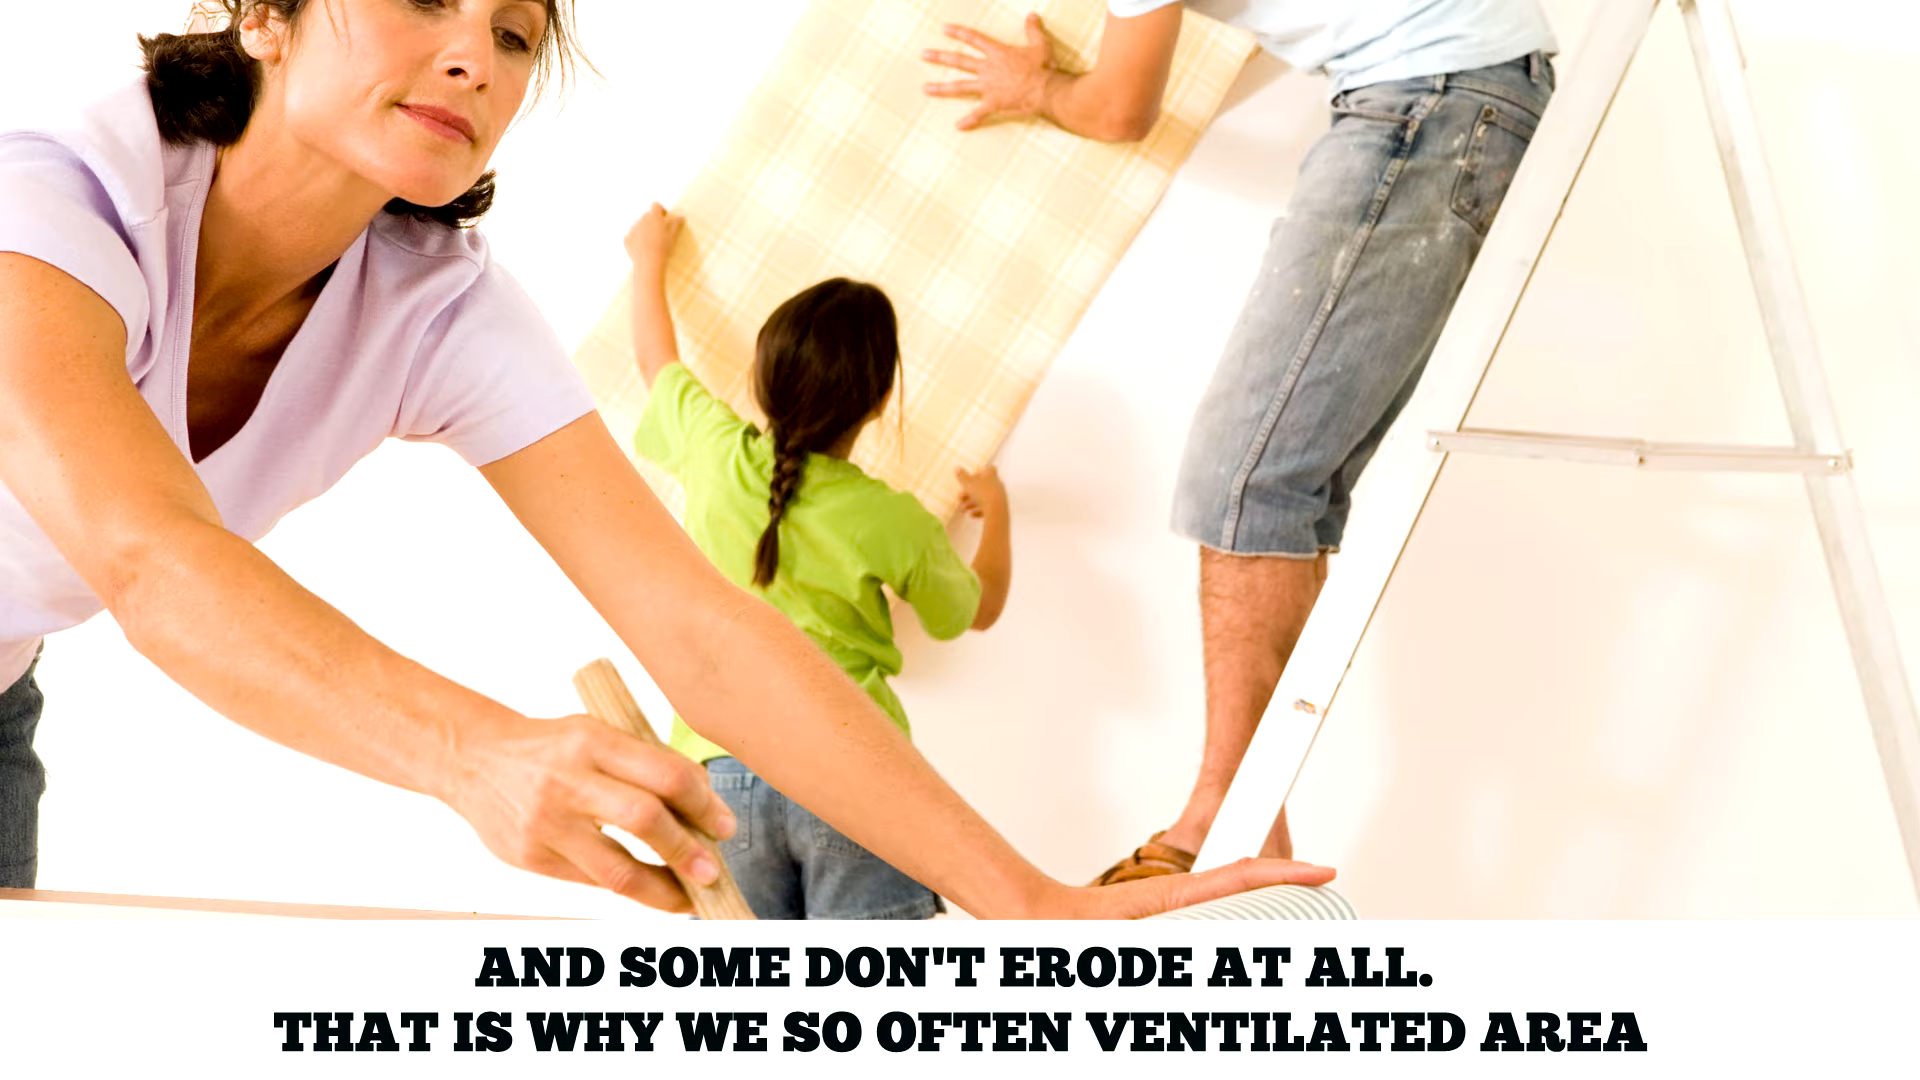 AND SOME DON'T ERODE AT ALL.
THAT IS WHY WE SO OFTEN VENTILATED AREA